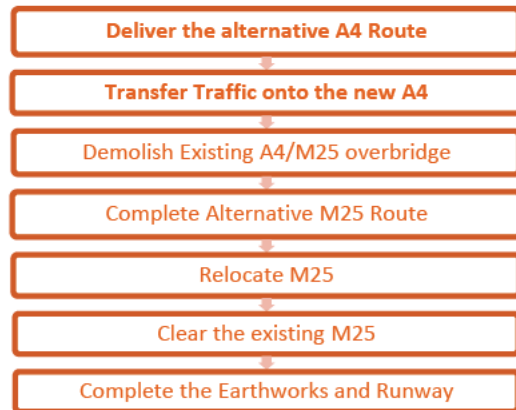 Deliver the alternative A4 Route
Transfer Traffic onto the new A4
Demolish Existing A4/M25 overbridge
Complete Alternative M25 Route
Relocate M25
Clear the existing M25
Complete the Earthworks and Runway